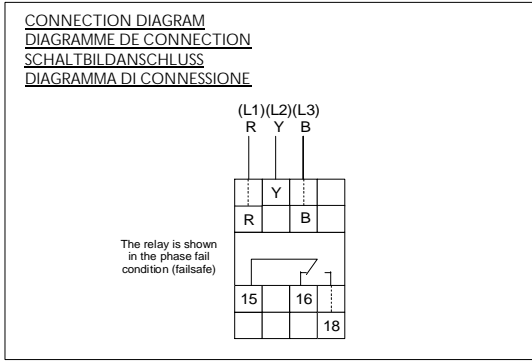 CONNECTION DIAGRAM
DIAGRAMME DE CONNECTION
SCHALTBILDANSCHLUSS
DIAGRAMMA DI CONNESSIONE
(L1)(L2)(L3)
R Y B
Y
R B
The relay is shown
in the phase fail
condition (failsafe)
15 16
18